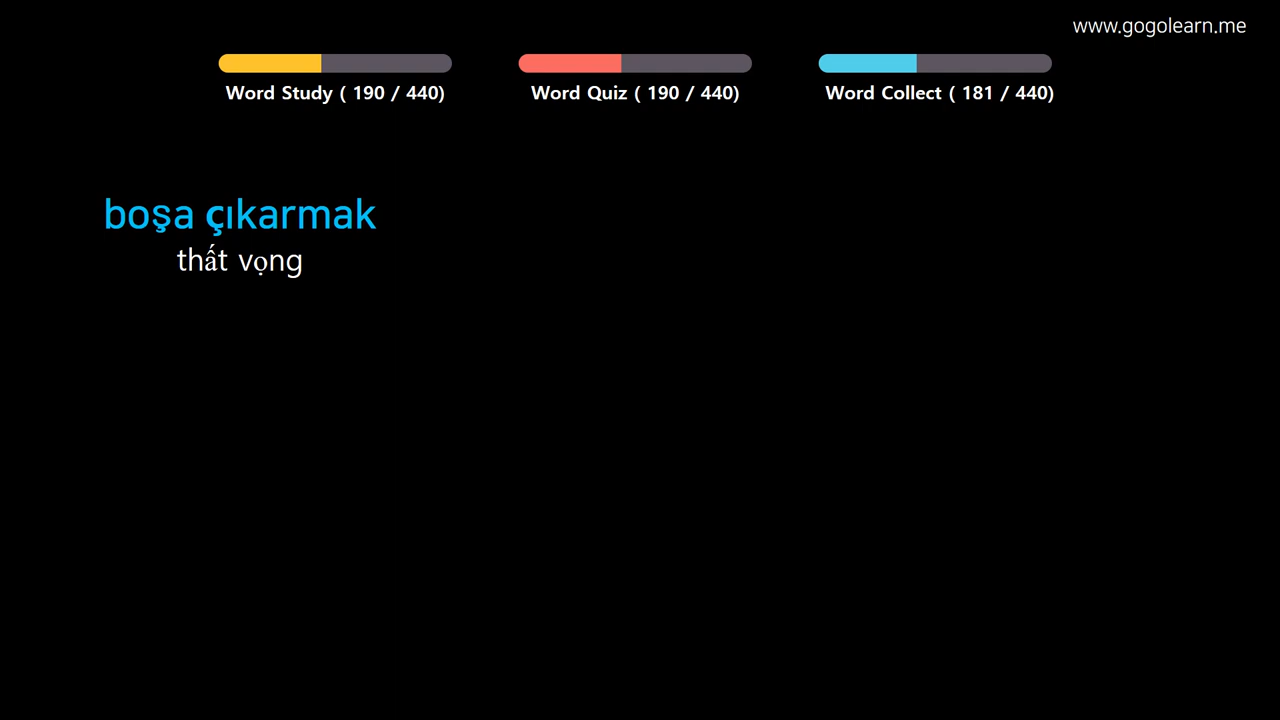 www.gogolearn.me
Word Study ( 190 / 440)
Word Quiz ( 190 / 440)
Word Collect ( 181 / 440)
boşa çıkarmak
thất vọng